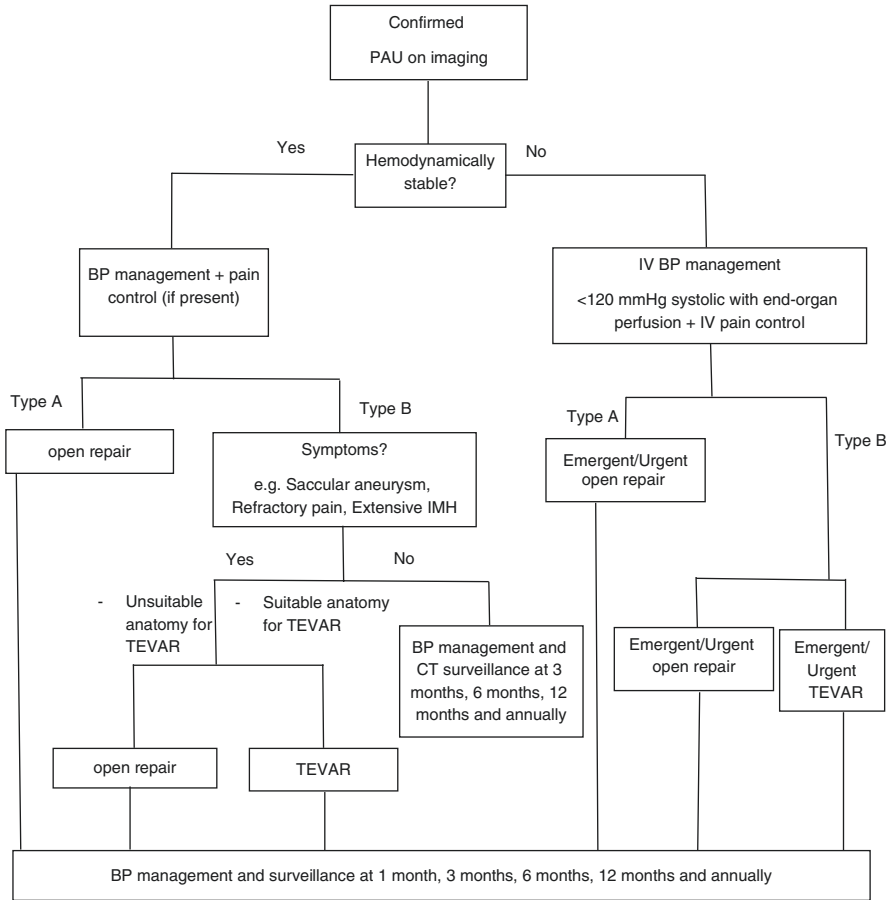 Confirmed
PAU on imaging
Yes
No
Hemodynamically
stable?
BP management + pain
control (if present)
IV BP management
<120 mmHg systolic with end-organ
perfusion + IV pain control
Type A
Type B
open repair
Symptoms?
e.g. Saccular aneurysm,
Refractory pain, Extensive IMH
Type A
Emergent/Urgent
open repair
Type B
Yes
No
- Unsuitable
anatomy for
TEVAR
- Suitable anatomy
for TEVAR
BP management and
CT surveillance at 3
months, 6 months, 12
months and annually
Emergent/Urgent
open repair
Emergent/
Urgent
TEVAR
open repair
TEVAR
BP management and surveillance at 1 month, 3 months, 6 months, 12 months and annually